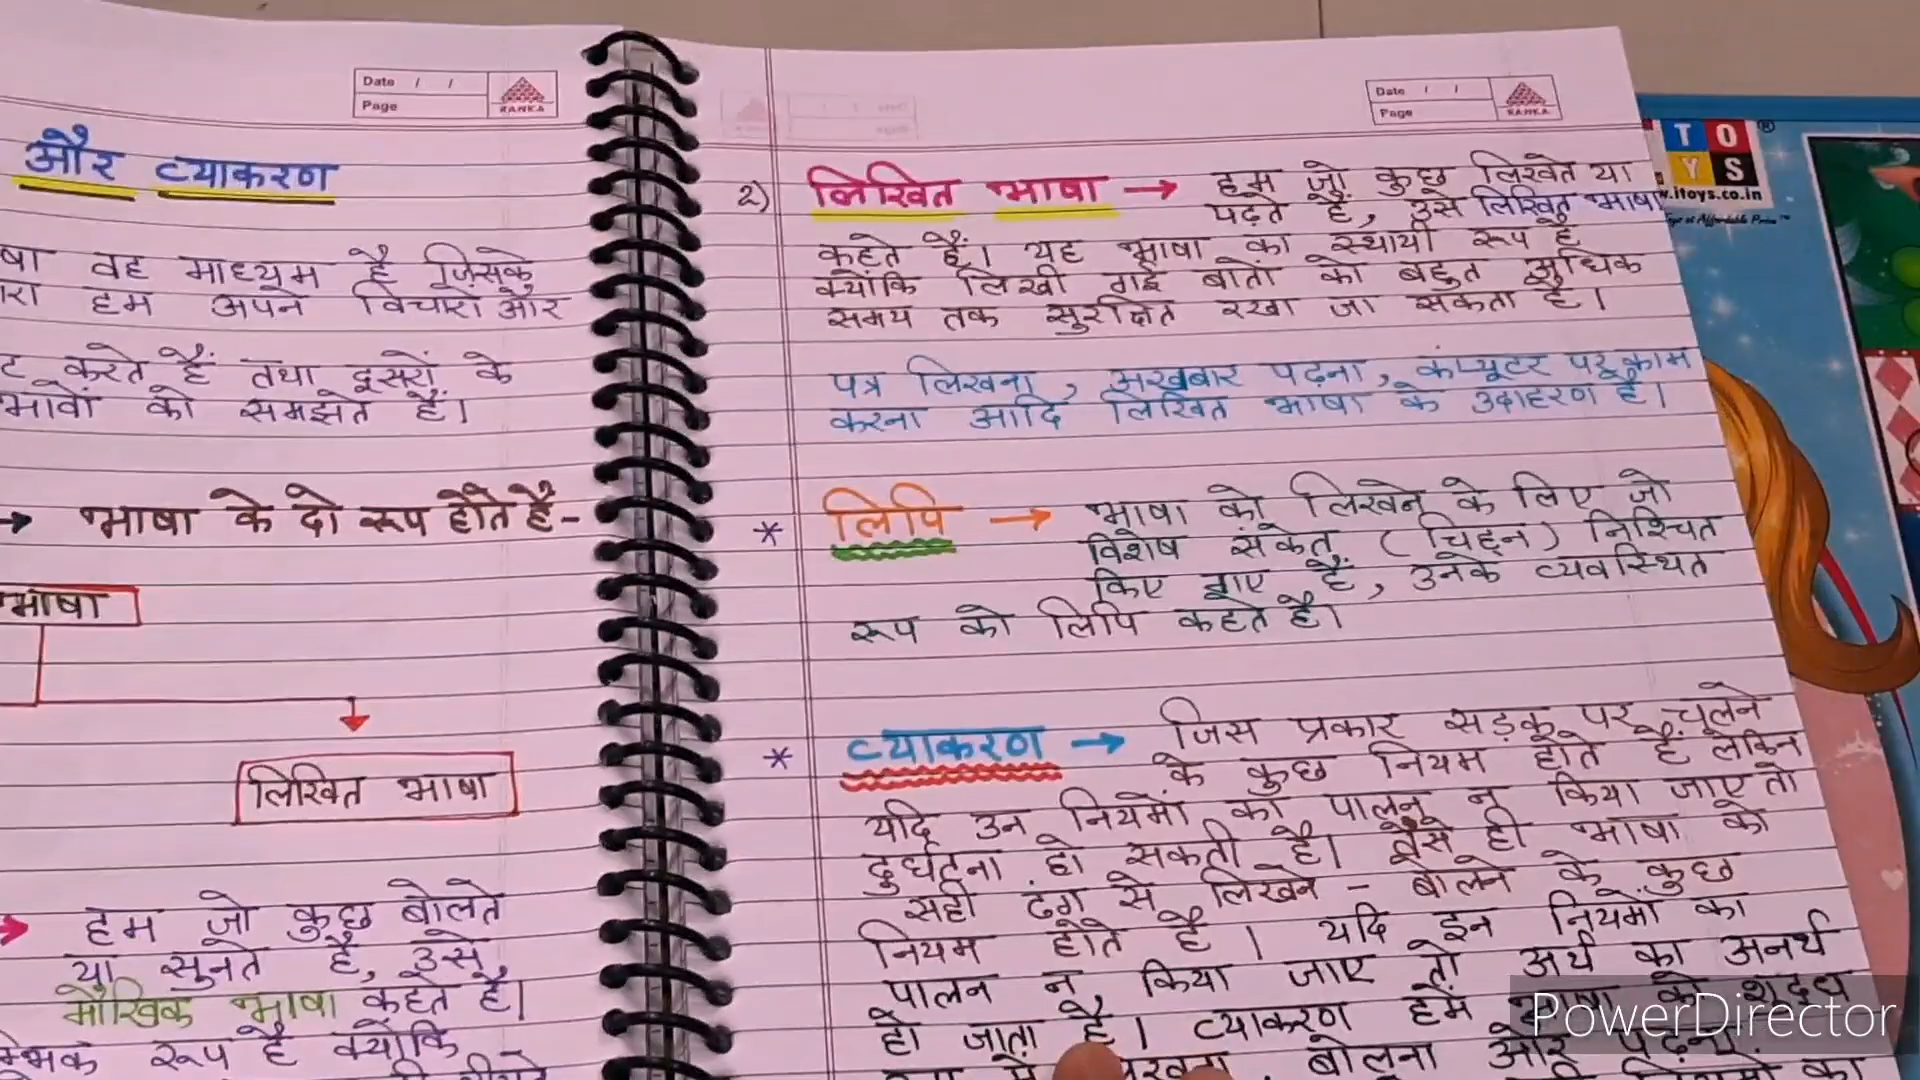 Date / /
Page
RANKA
और व्याकरण
षा वह माध्यम है जिसके
रा हम अपने विचारों और
ट करते हैं तथा दूसरों के
भावों को समझते हैं।
→ भाषा के दो रूप होते है-
भाषा
लिखित भाषा
हम जो कुछ बोलते
या सुनते है, उसे
मौखिक भाषा कहते है।
रूप है क्योंकि
Date / /
Page
RANKA
2) लिखित भाषा → हम जो कुछ लिखते या
पढ़ते है, उसे लिखित भाषा
कहते हैं। यह भाषा का स्थायी रूप है
क्योंकि लिखी गई बातों को बहुत अधिक
समय तक सुरक्षित रखा जा सकता है।
पत्र लिखना, अखबार पढ़ना, कंप्यूटर पर काम
करना आदि लिखित भाषा के उदाहरण है।
* लिपि → भाषा को लिखने के लिए जो
विशेष संकेत (चिह्न) निश्चित
किए गए हैं, उनके व्यवस्थित
रूप को लिपि कहते है।
* व्याकरण → जिस प्रकार सड़क पर चलने
के कुछ नियम होते हैं लेकिन
यदि उन नियमों का पालन न किया जाए तो
दुर्घटना हो सकती है। वैसे ही भाषा को
सही ढंग से लिखने - बोलने के कुछ
नियम होते है। यदि इन नियमों का
पालन न किया जाए तो अर्थ का अनर्थ
हो जाता है। व्याकरण हमें भाषा को शुद्ध
बोलना और पढ़ना
TOYS
w.itoys.co.in
PowerDirector